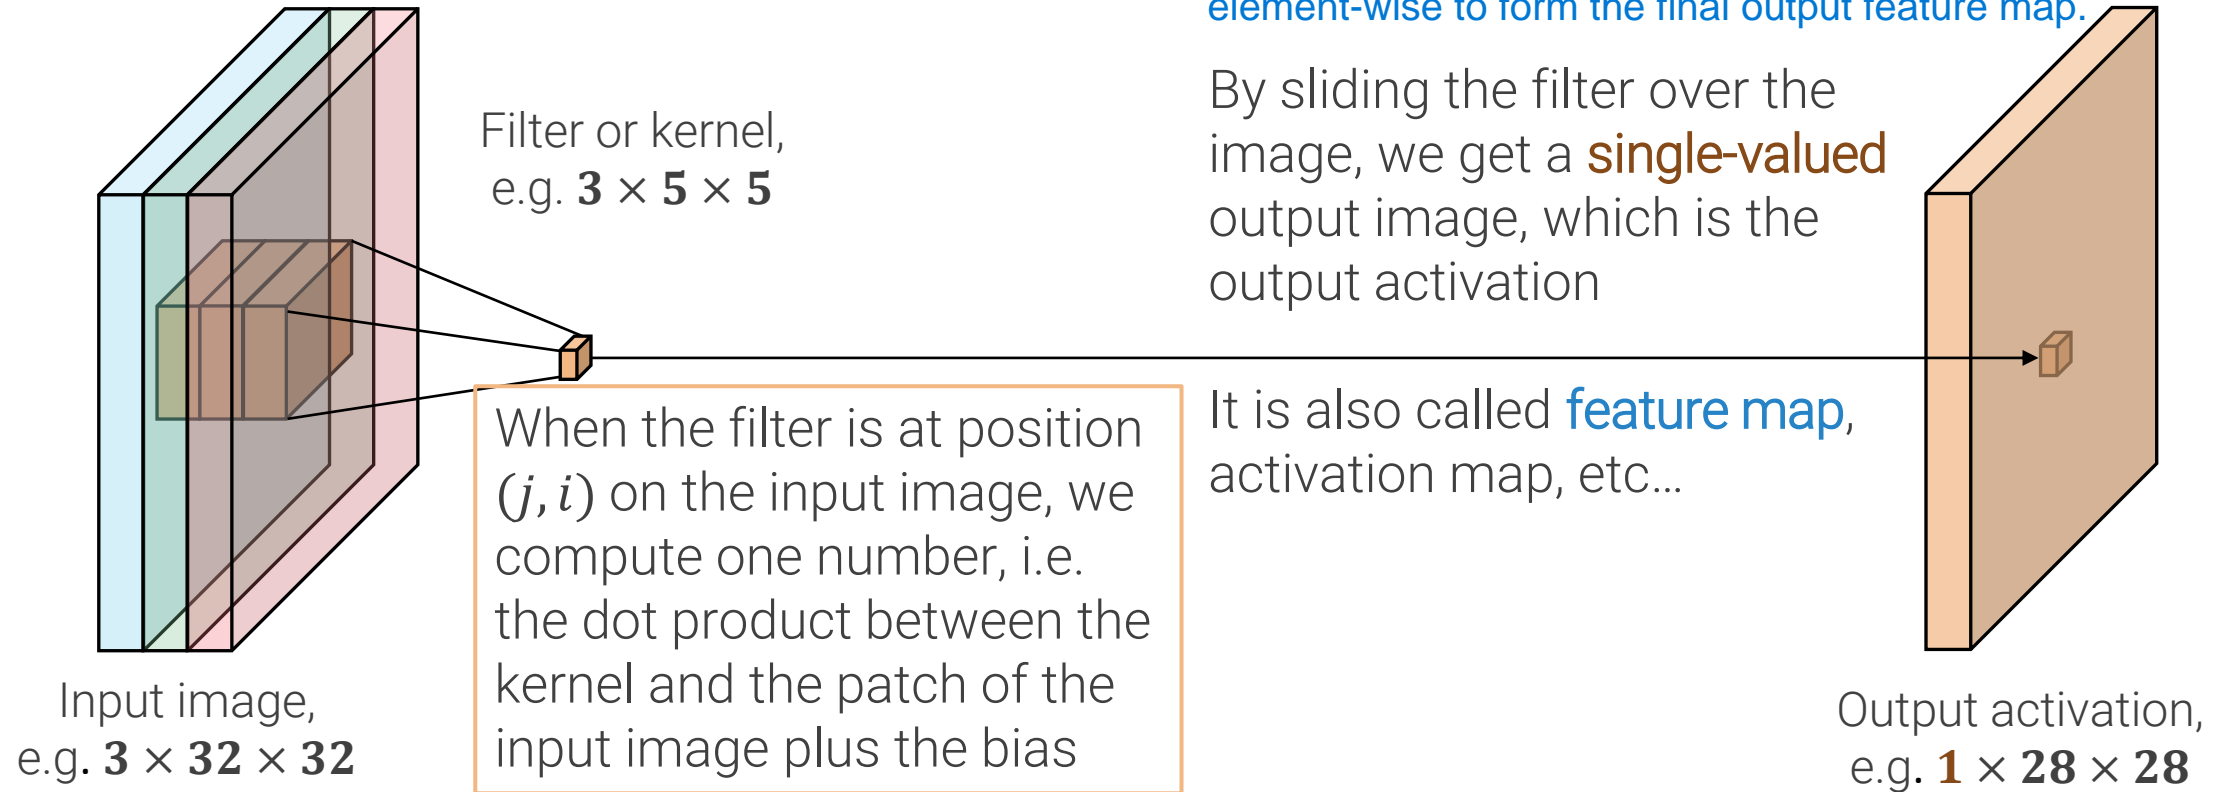 element-wise to form the final output feature map.
Filter or kernel,
e.g. 3 × 5 × 5
By sliding the filter over the
image, we get a single-valued
output image, which is the
output activation
When the filter is at position
(j, i) on the input image, we
compute one number, i.e.
the dot product between the
kernel and the patch of the
input image plus the bias
It is also called feature map,
activation map, etc...
Input image,
e.g. 3 × 32 × 32
Output activation,
e.g. 1 × 28 × 28